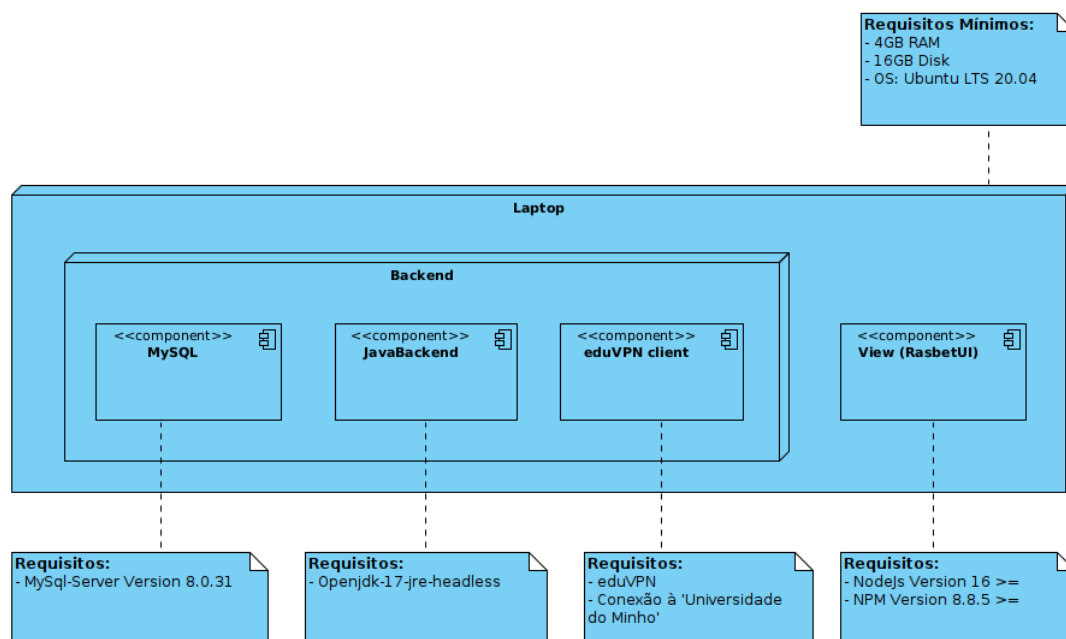 Requisitos Mínimos:
- 4GB RAM
- 16GB Disk
- OS: Ubuntu LTS 20.04
Laptop
Backend
<<component>>
MySQL
<<component>>
JavaBackend
<<component>>
eduVPN client
<<component>>
View (RasbetUI)
Requisitos:
- MySql-Server Version 8.0.31
Requisitos:
- Openjdk-17-jre-headless
Requisitos:
- eduVPN
- Conexão à 'Universidade
do Minho'
Requisitos:
- NodeJs Version 16 >=
- NPM Version 8.8.5 >=